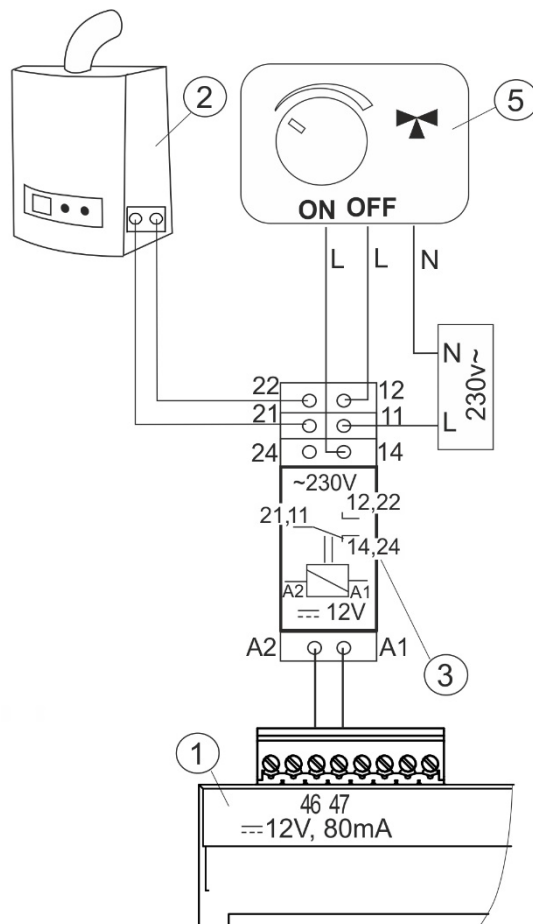 2
5
ON OFF
L L N
N
L
230v~
22 12
21 11
24 14
~230V
12,22
21,11
14,24
A2 A1
⎓ 12V
A2 A1
3
1
46 47
⎓12V, 80mA